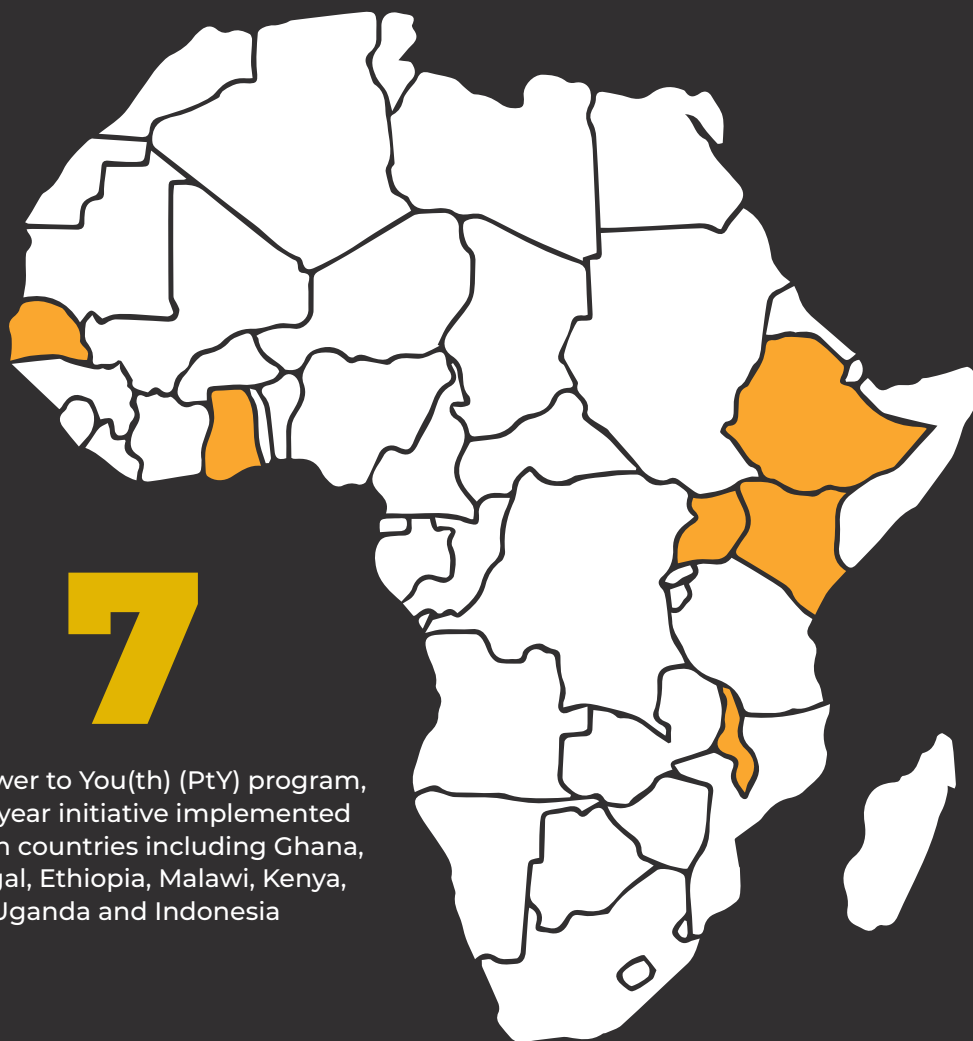 7
wer to You(th) (PtY) program,
year initiative implemented
n countries including Ghana,
gal, Ethiopia, Malawi, Kenya,
Uganda and Indonesia